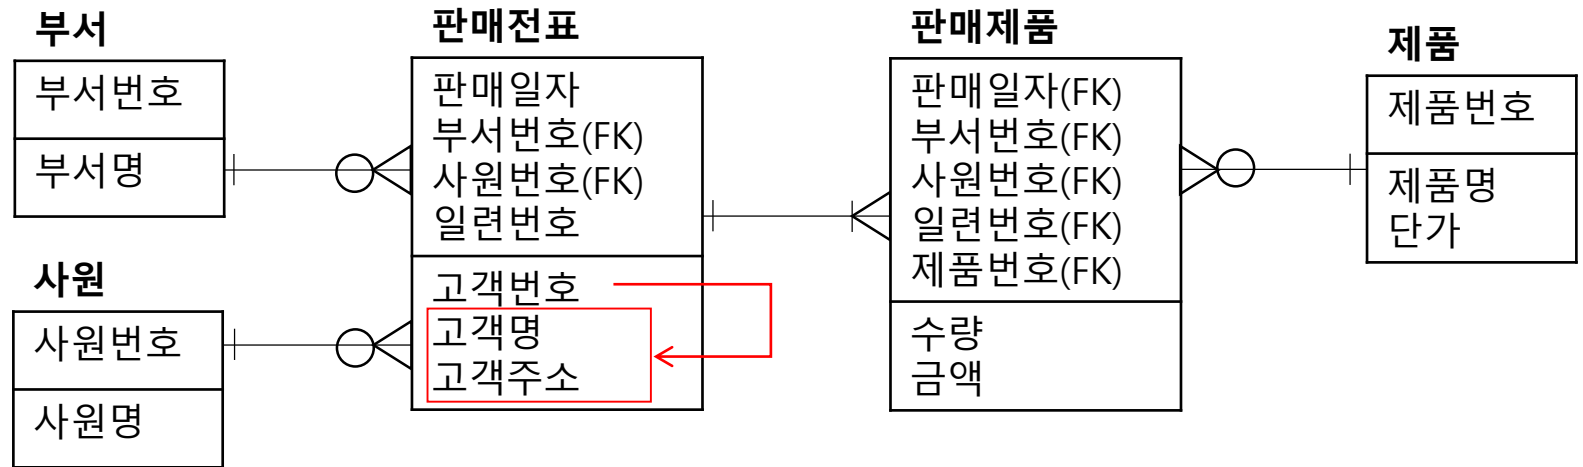 부서
부서번호
부서명
사원
사원번호
사원명
판매전표
판매일자
부서번호(FK)
사원번호(FK)
일련번호
고객번호
고객명
고객주소
판매제품
판매일자(FK)
부서번호(FK)
사원번호(FK)
일련번호(FK)
제품번호(FK)
수량
금액
제품
제품번호
제품명
단가